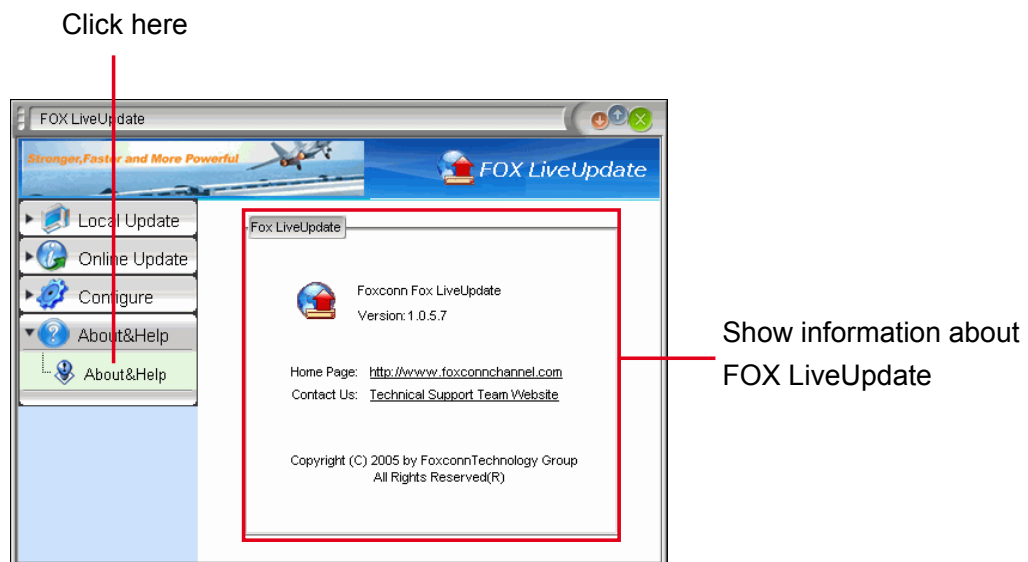 Click here
FOX LiveUpdate
Stronger,Faster and More Powerful
FOX LiveUpdate
Local Update
Online Update
Configure
About&Help
About&Help
Fox LiveUpdate
Foxconn Fox LiveUpdate
Version:1.0.5.7
Home Page: http://www.foxconnchannel.com
Contact Us: Technical Support Team Website
Copyright (C) 2005 by FoxconnTechnology Group
All Rights Reserved(R)
Show information about
FOX LiveUpdate